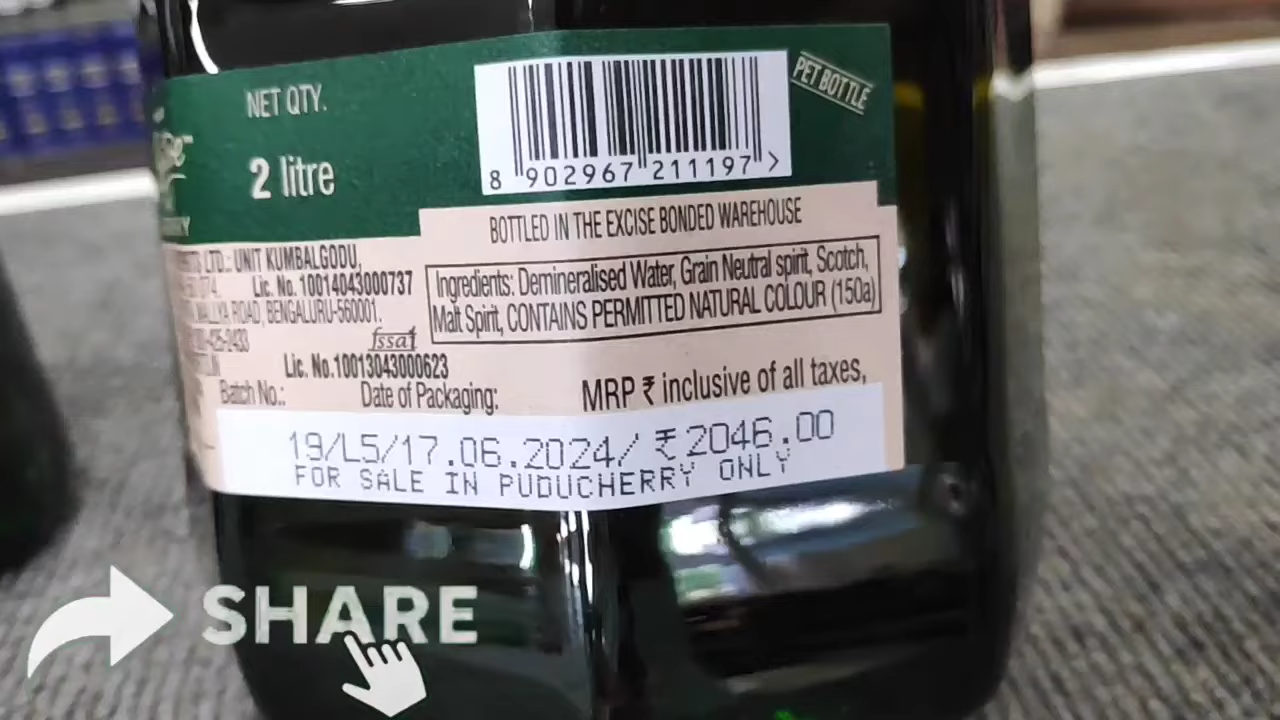 NET QTY.
2 litre
PET BOTTLE
8 902967 211197 >
BOTTLED IN THE EXCISE BONDED WAREHOUSE
LTD.: UNIT KUMBALGODU,
Lic. No. 10014043000737
ROAD, BENGALURU-560001.
fssai
Lic. No.10013043000623
Ingredients: Demineralised Water, Grain Neutral spirit, Scotch,
Malt Spirit, CONTAINS PERMITTED NATURAL COLOUR (150a)
Batch No.: Date of Packaging: MRP ₹ inclusive of all taxes,
19/L5/17.06.2024/ ₹2046.00
FOR SALE IN PUDUCHERRY ONLY
SHARE